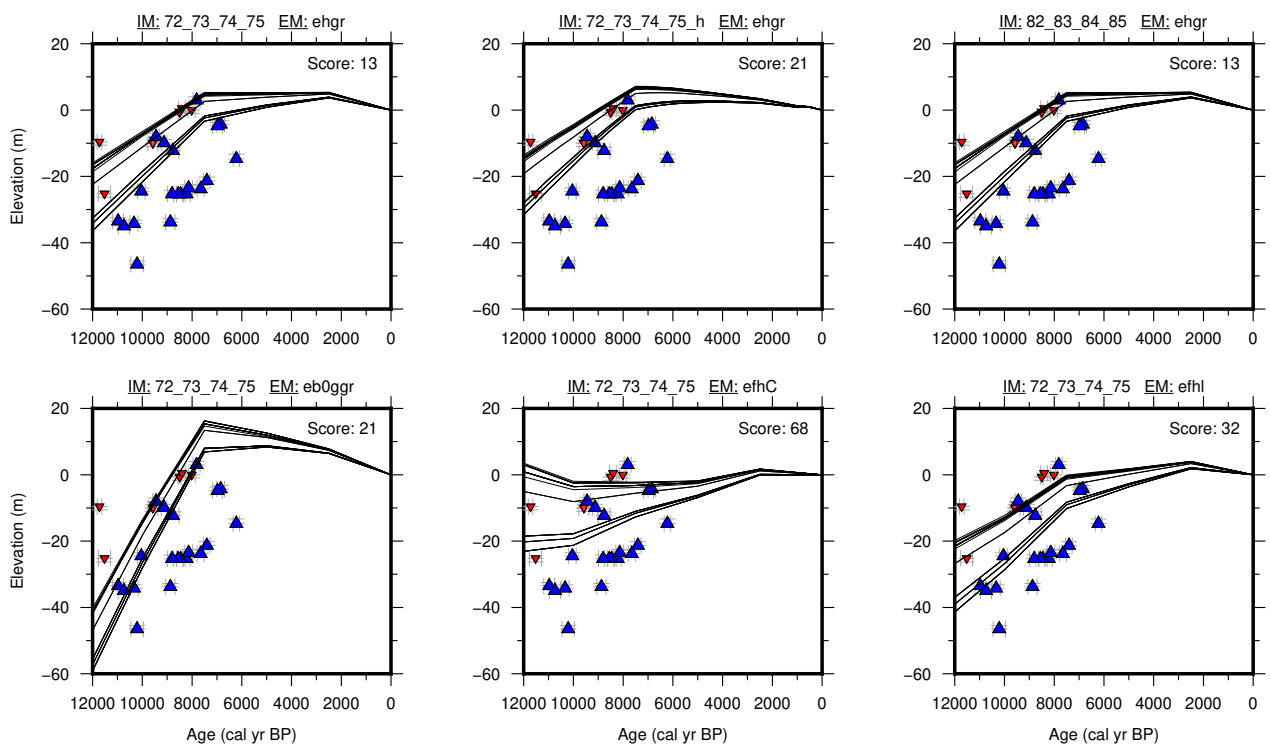 IM: 72_73_74_75 EM: ehgr
IM: 72_73_74_75_h EM: ehgr
IM: 82_83_84_85 EM: ehgr
Score: 13
Score: 21
Score: 13
20
0
−20
−40
−60
Elevation (m)
12000 10000 8000 6000 4000 2000 0
20
0
−20
−40
−60
12000 10000 8000 6000 4000 2000 0
20
0
−20
−40
−60
12000 10000 8000 6000 4000 2000 0
IM: 72_73_74_75 EM: eb0ggr
IM: 72_73_74_75 EM: efhC
IM: 72_73_74_75 EM: efhl
Score: 21
Score: 68
Score: 32
20
0
−20
−40
−60
Elevation (m)
12000 10000 8000 6000 4000 2000 0
Age (cal yr BP)
20
0
−20
−40
−60
12000 10000 8000 6000 4000 2000 0
Age (cal yr BP)
20
0
−20
−40
−60
12000 10000 8000 6000 4000 2000 0
Age (cal yr BP)